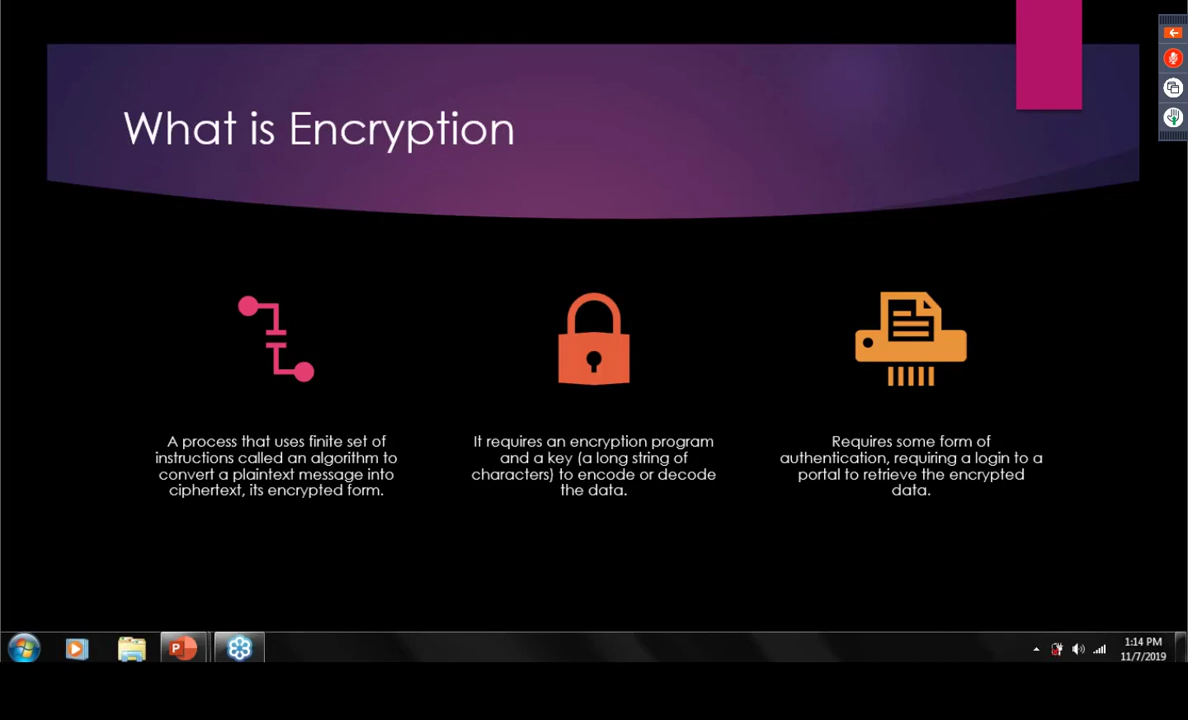 What is Encryption
A process that uses finite set of
instructions called an algorithm to
convert a plaintext message into
ciphertext, its encrypted form.
It requires an encryption program
and a key (a long string of
characters) to encode or decode
the data.
Requires some form of
authentication, requiring a login to a
portal to retrieve the encrypted
data.
P
1:14 PM
11/7/2019